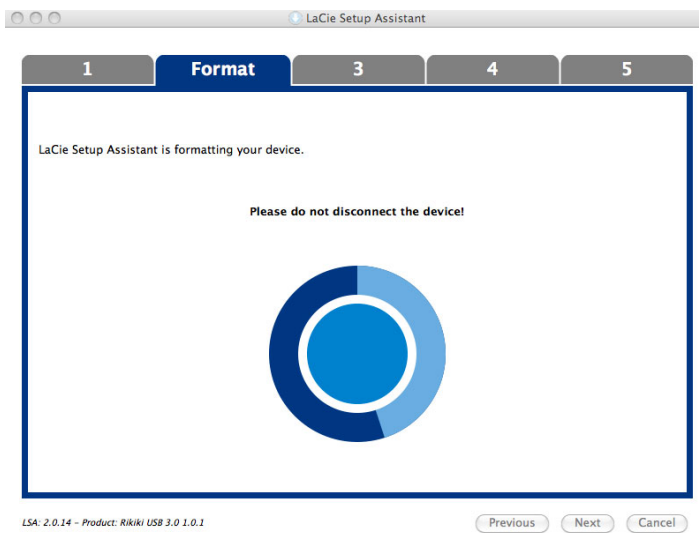 LaCie Setup Assistant
1 Format 3 4 5
LaCie Setup Assistant is formatting your device.
Please do not disconnect the device!
LSA: 2.0.14 – Product: Rikiki USB 3.0 1.0.1
Previous Next Cancel